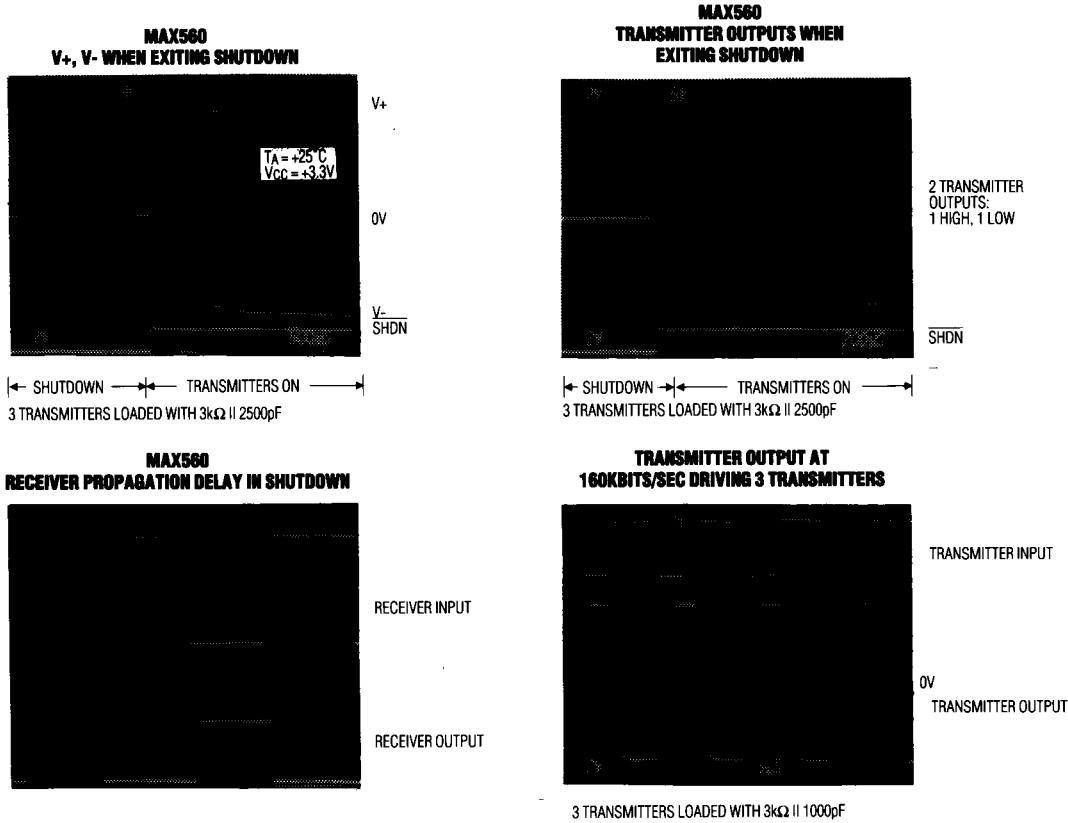 MAX560
V+, V- WHEN EXITING SHUTDOWN
V+
TA = +25°C
VCC = +3.3V
0V
V-
SHDN
SHUTDOWN
TRANSMITTERS ON
3 TRANSMITTERS LOADED WITH 3kΩ II 2500pF
MAX560
TRANSMITTER OUTPUTS WHEN
EXITING SHUTDOWN
2 TRANSMITTER
OUTPUTS:
1 HIGH, 1 LOW
SHDN
SHUTDOWN
TRANSMITTERS ON
3 TRANSMITTERS LOADED WITH 3kΩ II 2500pF
MAX560
RECEIVER PROPAGATION DELAY IN SHUTDOWN
RECEIVER INPUT
RECEIVER OUTPUT
TRANSMITTER OUTPUT AT
160KBITS/SEC DRIVING 3 TRANSMITTERS
TRANSMITTER INPUT
0V
TRANSMITTER OUTPUT
3 TRANSMITTERS LOADED WITH 3kΩ II 1000pF